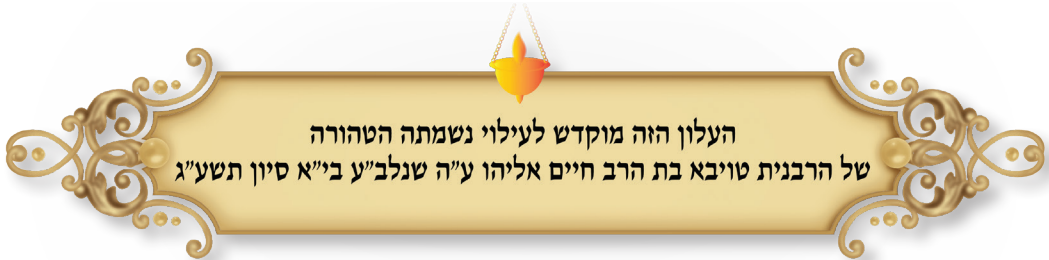 העלון הזה מוקדש לעילוי נשמתה הטהורה
של הרבנית טויבא בת הרב חיים אליהו ע״ה שנלב״ע בי״א סיון תשע״ג